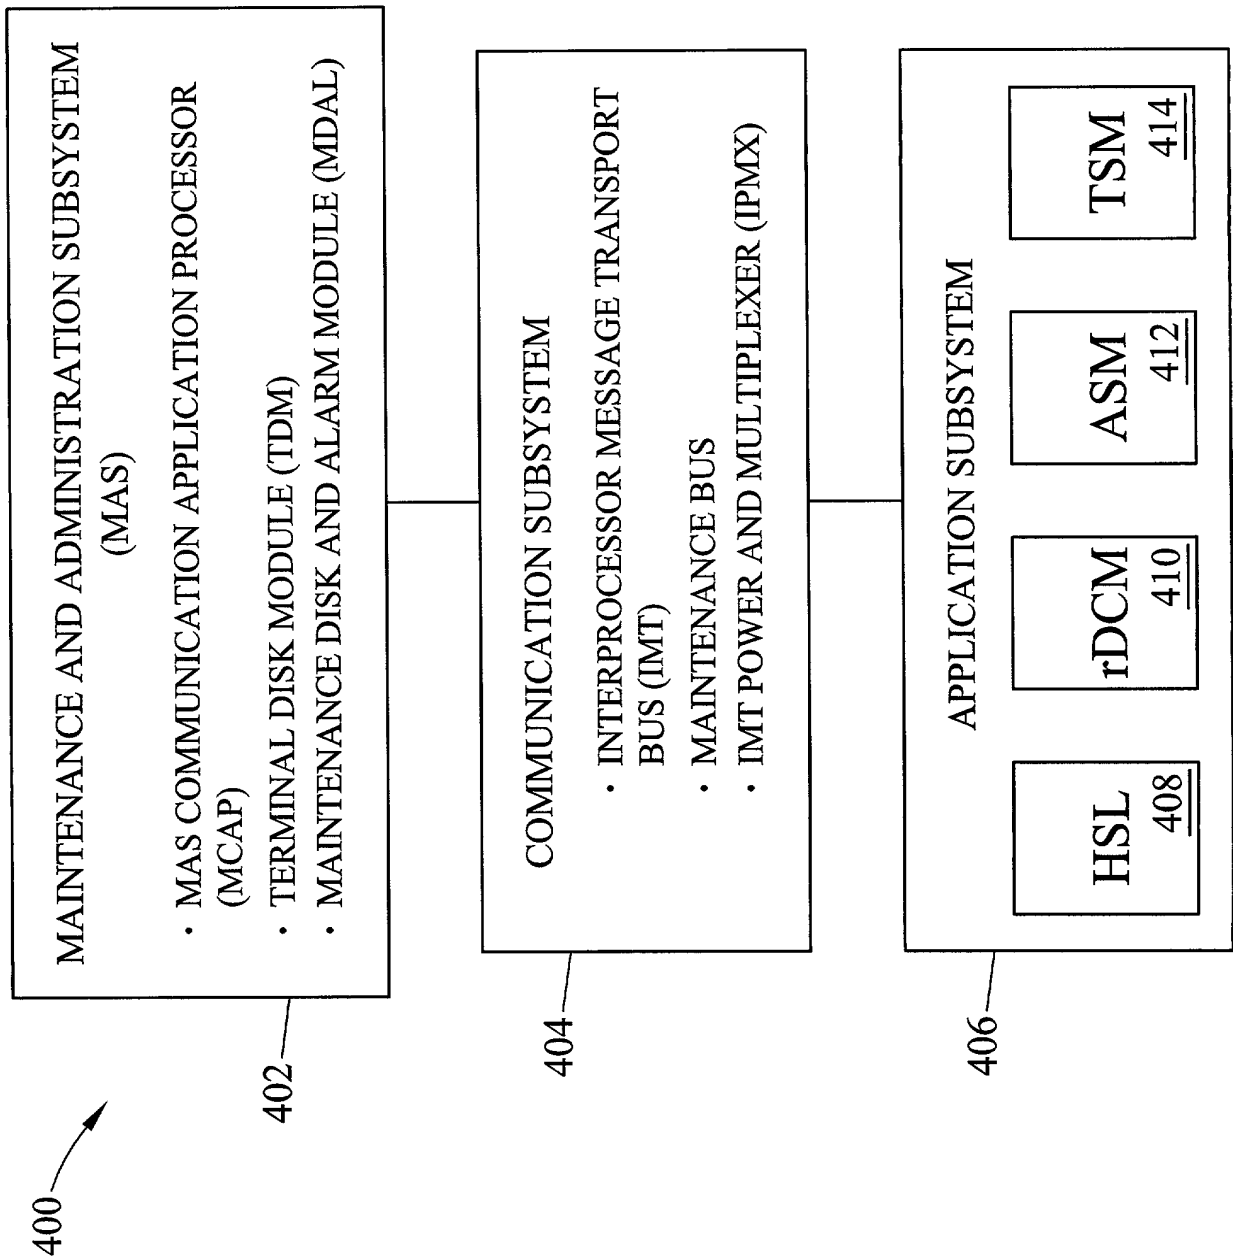 400
MAINTENANCE AND ADMINISTRATION SUBSYSTEM
(MAS)
• MAS COMMUNICATION APPLICATION PROCESSOR
(MCAP)
• TERMINAL DISK MODULE (TDM)
• MAINTENANCE DISK AND ALARM MODULE (MDAL)
402
COMMUNICATION SUBSYSTEM
• INTERPROCESSOR MESSAGE TRANSPORT
BUS (IMT)
• MAINTENANCE BUS
• IMT POWER AND MULTIPLEXER (IPMX)
404
APPLICATION SUBSYSTEM
HSL
408
rDCM
410
ASM
412
TSM
414
406